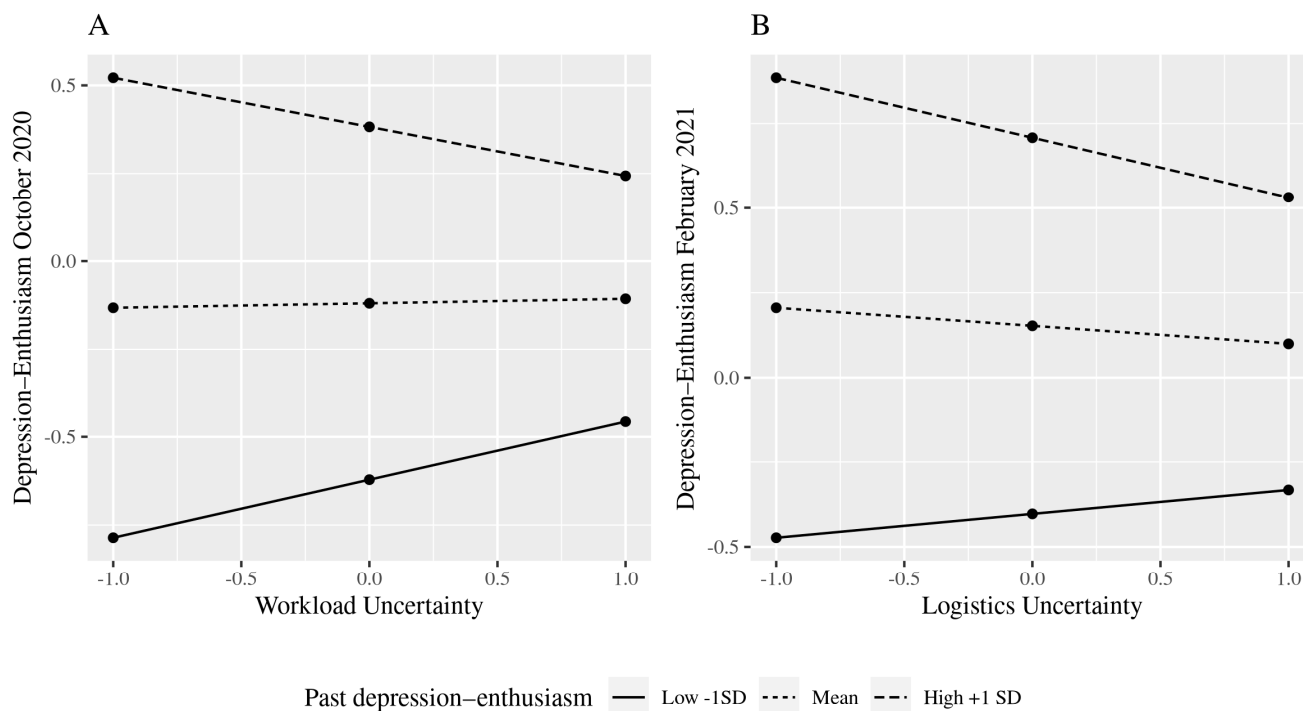 A
Depression–Enthusiasm October 2020
0.5
0.0
-0.5
-1.0 -0.5 0.0 0.5 1.0
Workload Uncertainty
B
Depression–Enthusiasm February 2021
0.5
0.0
-0.5
-1.0 -0.5 0.0 0.5 1.0
Logistics Uncertainty
Past depression–enthusiasm Low -1SD Mean High +1 SD